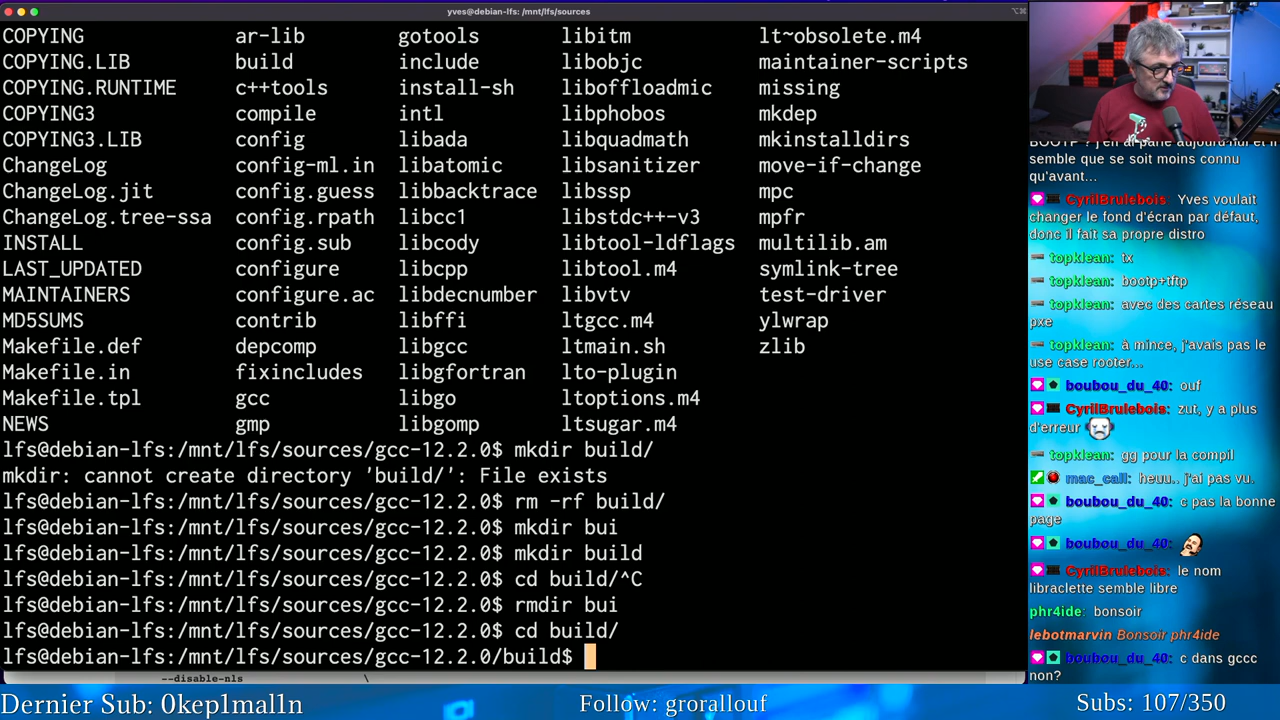 yves@debian-lfs: /mnt/lfs/sources
COPYING ar-lib gotools libitm lt~obsolete.m4
COPYING.LIB build include libobjc maintainer-scripts
COPYING.RUNTIME c++tools install-sh liboffloadmic missing
COPYING3 compile intl libphobos mkdep
COPYING3.LIB config libada libquadmath mkinstalldirs
ChangeLog config-ml.in libatomic libsanitizer move-if-change
ChangeLog.jit config.guess libbacktrace libssp mpc
ChangeLog.tree-ssa config.rpath libcc1 libstdc++-v3 mpfr
INSTALL config.sub libcody libtool-ldflags multilib.am
LAST_UPDATED configure libcpp libtool.m4 symlink-tree
MAINTAINERS configure.ac libdecnumber libvtv test-driver
MD5SUMS contrib libffi ltgcc.m4 ylwrap
Makefile.def depcomp libgcc ltmain.sh zlib
Makefile.in fixincludes libgfortran lto-plugin
Makefile.tpl gcc libgo ltoptions.m4
NEWS gmp libgomp ltsugar.m4
lfs@debian-lfs:/mnt/lfs/sources/gcc-12.2.0$ mkdir build/
mkdir: cannot create directory 'build/': File exists
lfs@debian-lfs:/mnt/lfs/sources/gcc-12.2.0$ rm -rf build/
lfs@debian-lfs:/mnt/lfs/sources/gcc-12.2.0$ mkdir bui
lfs@debian-lfs:/mnt/lfs/sources/gcc-12.2.0$ mkdir build
lfs@debian-lfs:/mnt/lfs/sources/gcc-12.2.0$ cd build/^C
lfs@debian-lfs:/mnt/lfs/sources/gcc-12.2.0$ rmdir bui
lfs@debian-lfs:/mnt/lfs/sources/gcc-12.2.0$ cd build/
lfs@debian-lfs:/mnt/lfs/sources/gcc-12.2.0/build$
--disable-nls \
BOOTP ? j'en ai parlé aujourd'hui et il
semble que se soit moins connu
qu'avant...
CyrilBrulebois Yves voulait
changer le fond d'écran par défaut,
donc il fait sa propre distro
topklean: tx
topklean: bootp+tftp
topklean: avec des cartes réseau
pxe
topklean: à mince, j'avais pas le
use case rooter...
boubou_du_40: ouf
CyrilBrulebois: zut, y a plus
d'erreur
topklean: gg pour la compil
mac_call: heuu.. j'ai pas vu.
boubou_du_40: c pas la bonne
page
boubou_du_40:
CyrilBrulebois: le nom
libraclette semble libre
phr4ide: bonsoir
lebotmarvin Bonsoir phr4ide
boubou_du_40: c dans gccc
non?
Dernier Sub: 0kep1mal1n Follow: grorallouf Subs: 107/350